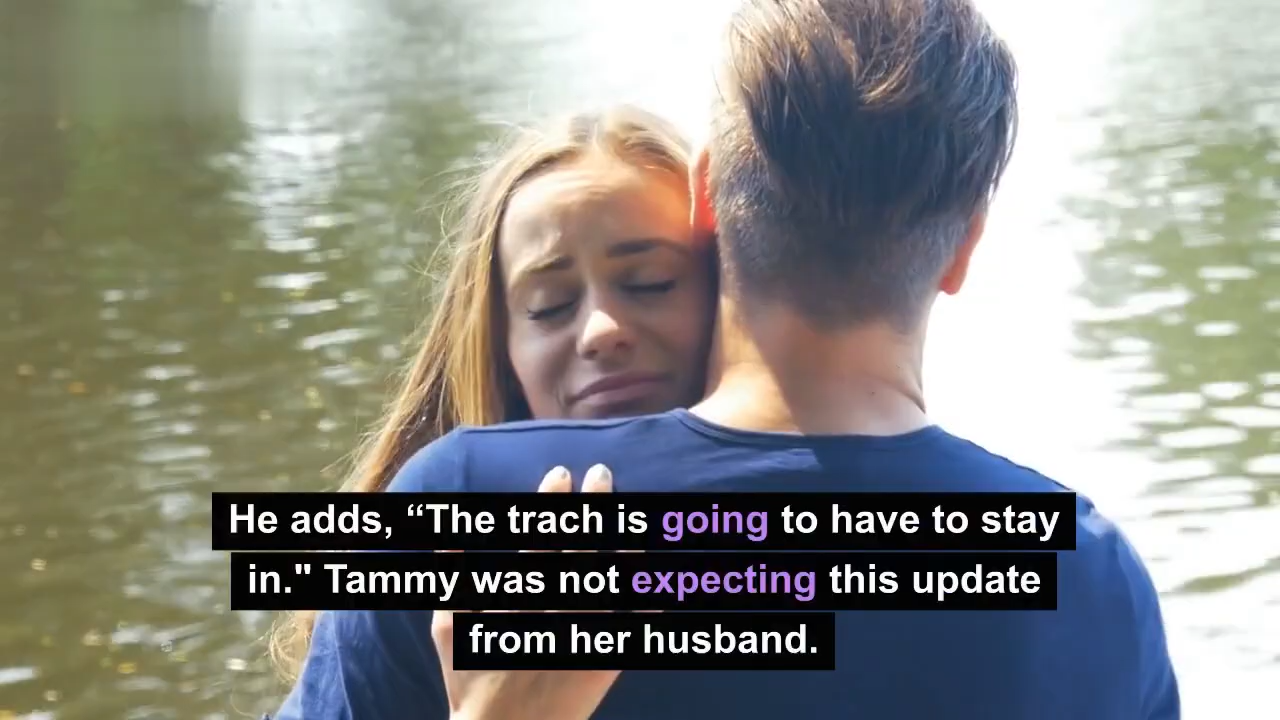 He adds, “The trach is going to have to stay
in." Tammy was not expecting this update
from her husband.